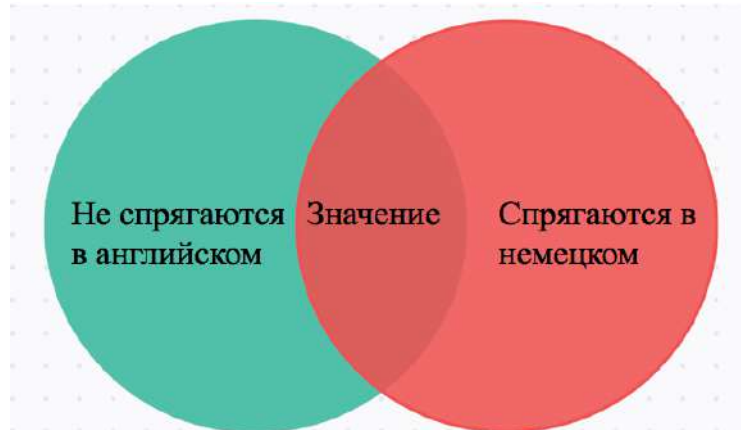 Не спрягаются
в английском
Значение
Спрягаются в
немецком